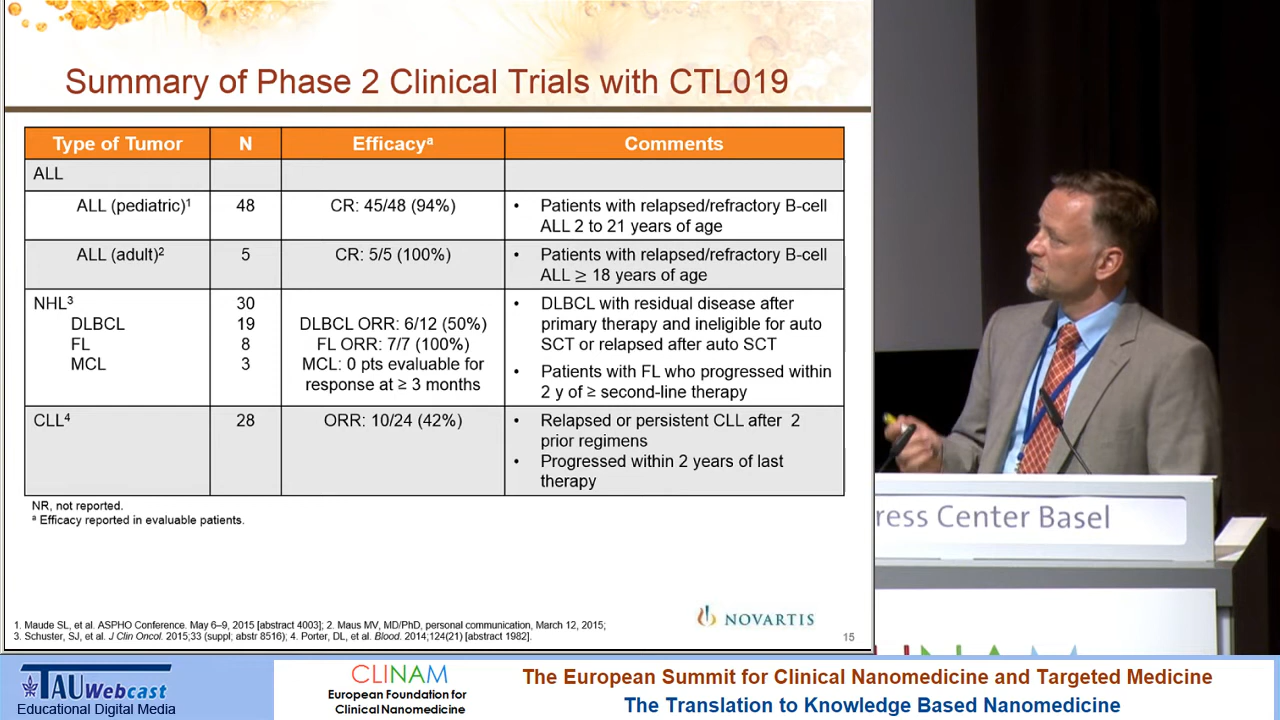 Summary of Phase 2 Clinical Trials with CTL019
Type of Tumor N Efficacyᵃ Comments
ALL
ALL (pediatric)¹ 48 CR: 45/48 (94%) • Patients with relapsed/refractory B-cell
ALL 2 to 21 years of age
ALL (adult)² 5 CR: 5/5 (100%) • Patients with relapsed/refractory B-cell
ALL ≥ 18 years of age
NHL³ 30 • DLBCL with residual disease after
DLBCL 19 DLBCL ORR: 6/12 (50%) primary therapy and ineligible for auto
FL 8 FL ORR: 7/7 (100%) SCT or relapsed after auto SCT
MCL 3 MCL: 0 pts evaluable for • Patients with FL who progressed within
response at ≥ 3 months 2 y of ≥ second-line therapy
CLL⁴ 28 ORR: 10/24 (42%) • Relapsed or persistent CLL after 2
prior regimens
• Progressed within 2 years of last
therapy
NR, not reported.
ᵃ Efficacy reported in evaluable patients.
1. Maude SL, et al. ASPHO Conference. May 6–9, 2015 [abstract 4003]; 2. Maus MV, MD/PhD, personal communication, March 12, 2015;
3. Schuster, SJ, et al. J Clin Oncol. 2015;33 (suppl; abstr 8516); 4. Porter, DL, et al. Blood. 2014;124(21) [abstract 1982].
NOVARTIS
15
ress Center Basel
TAU Webcast
Educational Digital Media
CLINAM
European Foundation for
Clinical Nanomedicine
The European Summit for Clinical Nanomedicine and Targeted Medicine
The Translation to Knowledge Based Nanomedicine